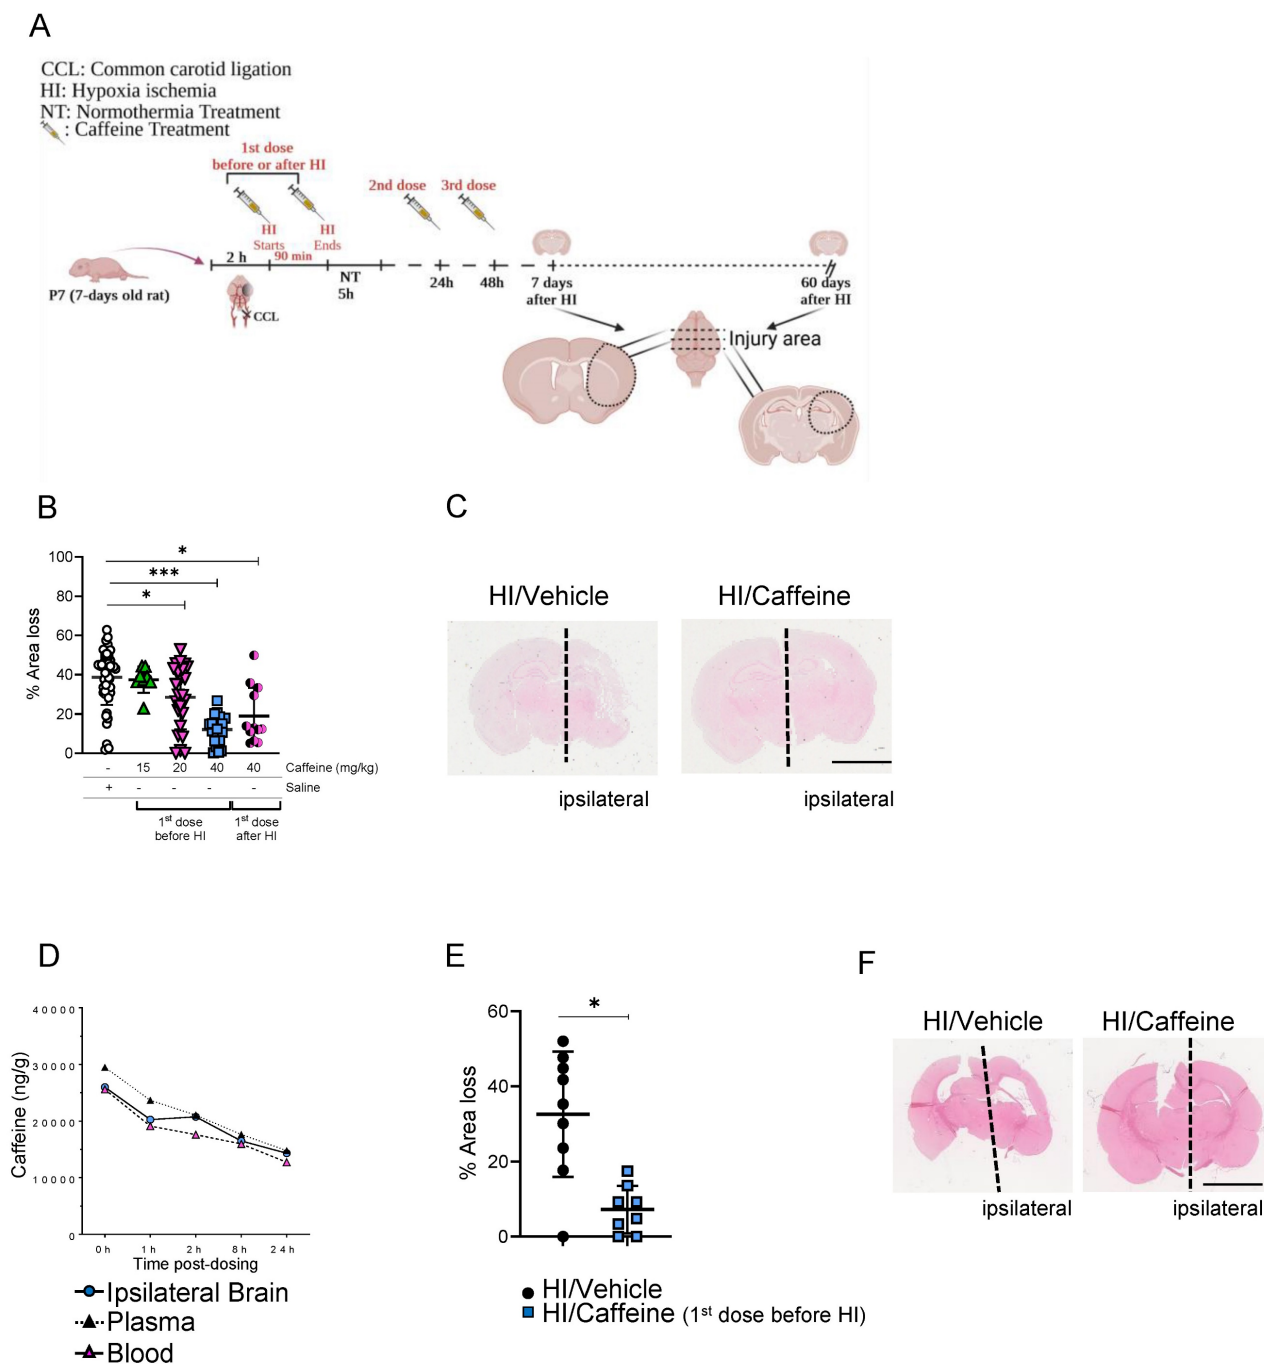 A
CCL: Common carotid ligation
HI: Hypoxia ischemia
NT: Normothermia Treatment
: Caffeine Treatment
1st dose
before or after HI
2nd dose 3rd dose
HI HI
Starts Ends
2 h 90 min
NT
5h
24h 48h 7 days
after HI
60 days
after HI
P7 (7-days old rat)
CCL
Injury area
B
% Area loss
100
80
60
40
20
0
*
***
*
- 15 20 40 40 Caffeine (mg/kg)
+ - - - - Saline
1st dose
before HI
1st dose
after HI
C
HI/Vehicle HI/Caffeine
ipsilateral ipsilateral
D
Caffeine (ng/g)
40000
30000
20000
10000
0
0 h 1 h 2 h 8 h 24 h
Time post-dosing
Ipsilateral Brain
Plasma
Blood
E
% Area loss
60
40
20
0
*
HI/Vehicle
HI/Caffeine (1st dose before HI)
F
HI/Vehicle HI/Caffeine
ipsilateral ipsilateral